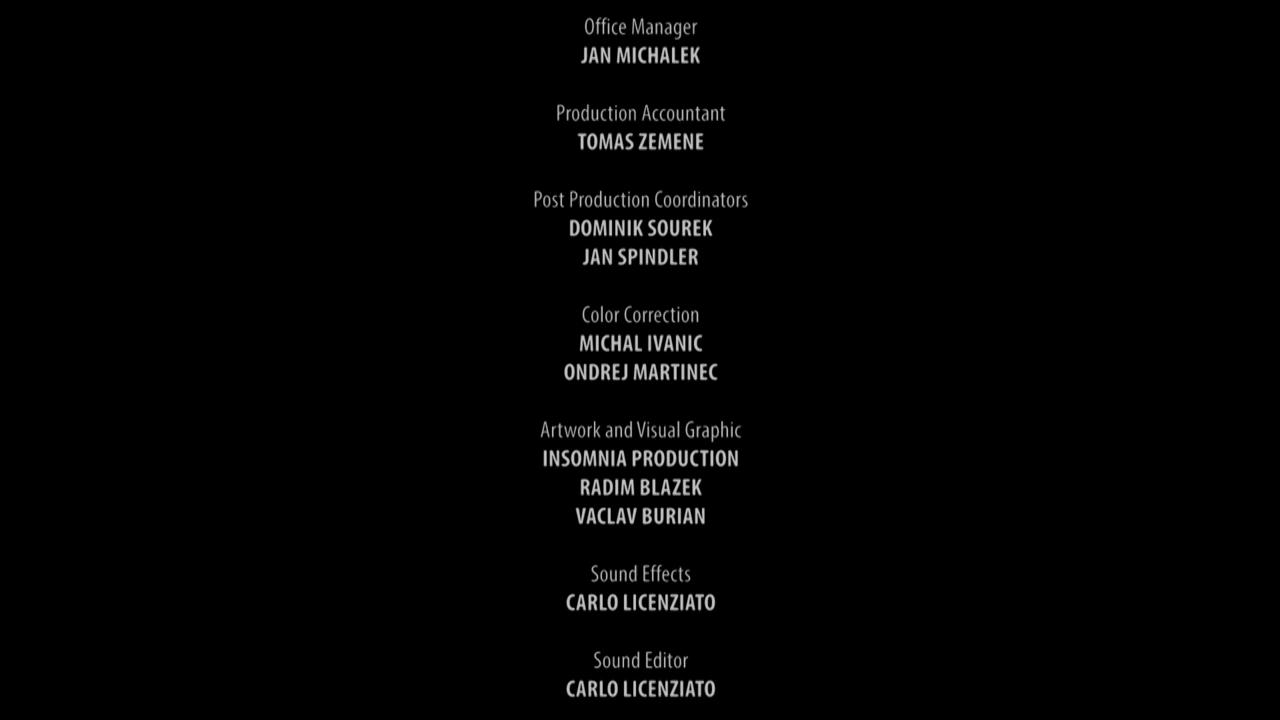 Office Manager
JAN MICHALEK
Production Accountant
TOMAS ZEMENE
Post Production Coordinators
DOMINIK SOUREK
JAN SPINDLER
Color Correction
MICHAL IVANIC
ONDREJ MARTINEC
Artwork and Visual Graphic
INSOMNIA PRODUCTION
RADIM BLAZEK
VACLAV BURIAN
Sound Effects
CARLO LICENZIATO
Sound Editor
CARLO LICENZIATO